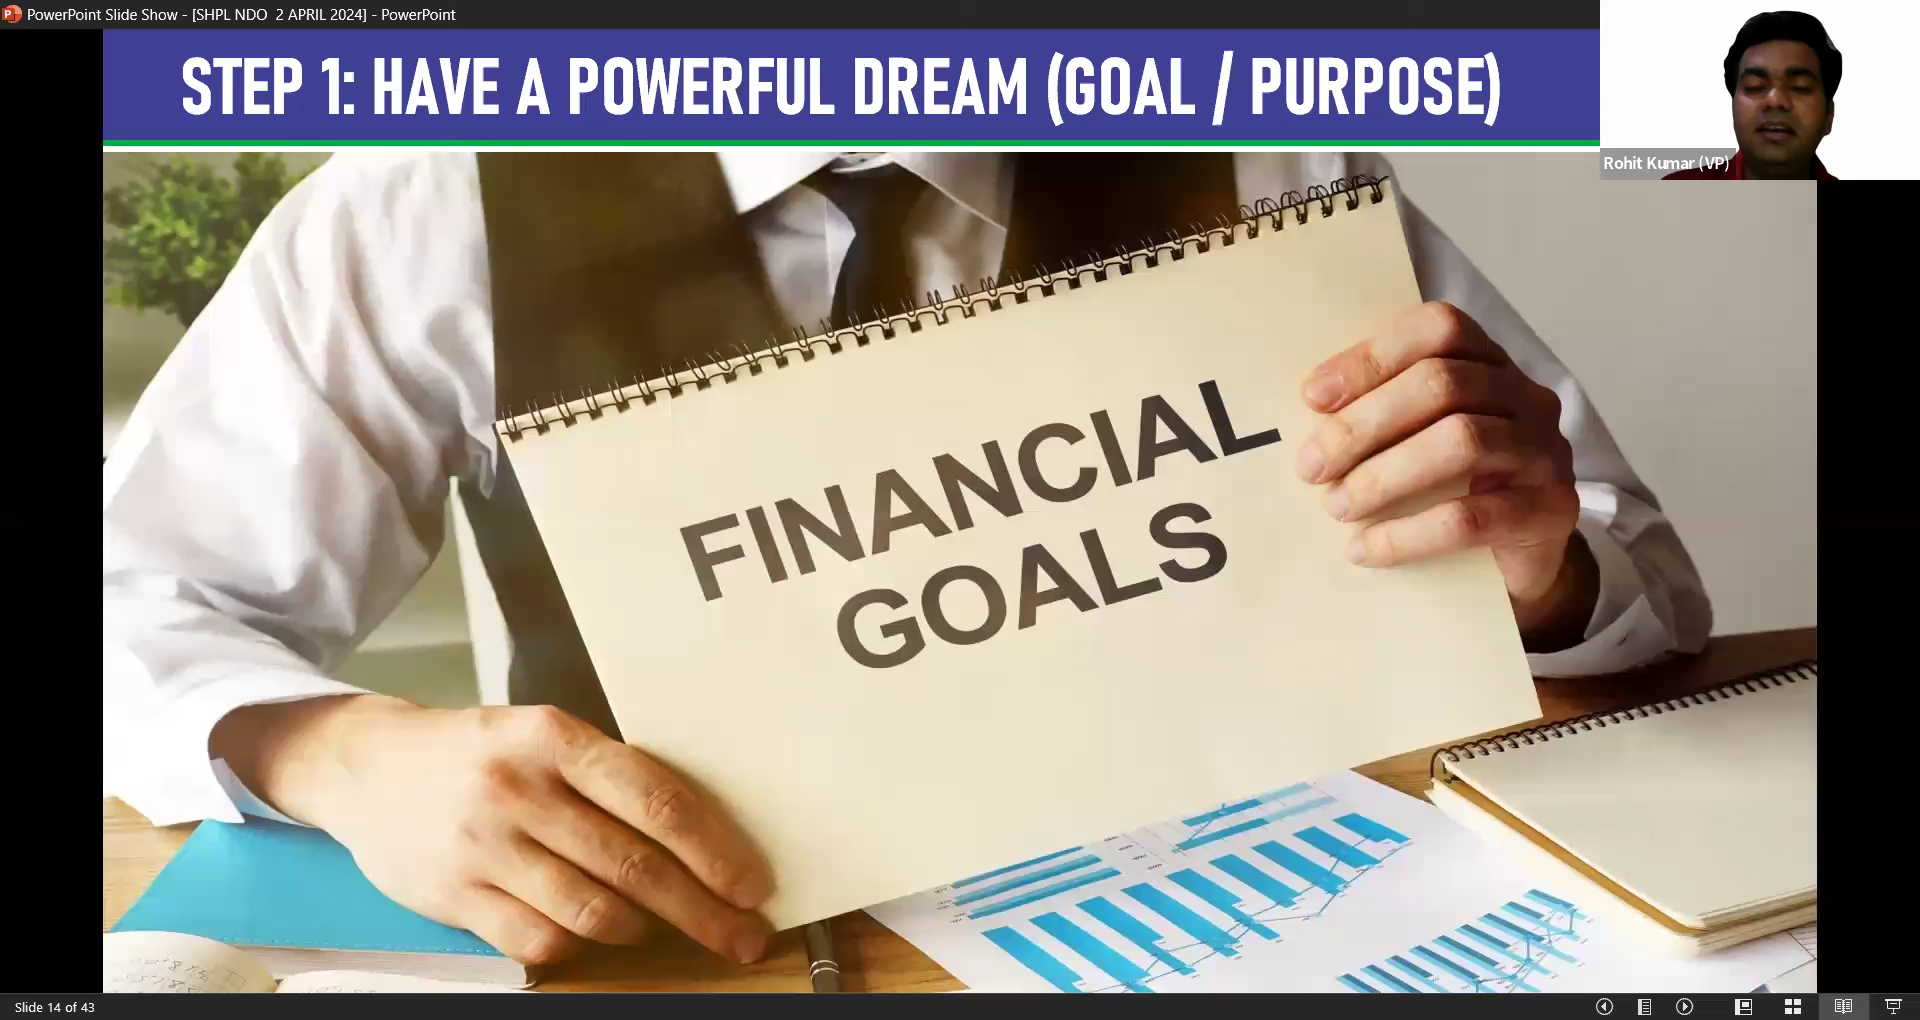 PowerPoint Slide Show - [SHPL NDO  2 APRIL 2024] - PowerPoint
STEP 1: HAVE A POWERFUL DREAM (GOAL / PURPOSE)
Rohit Kumar (VP)
FINANCIAL
GOALS
Slide 14 of 43